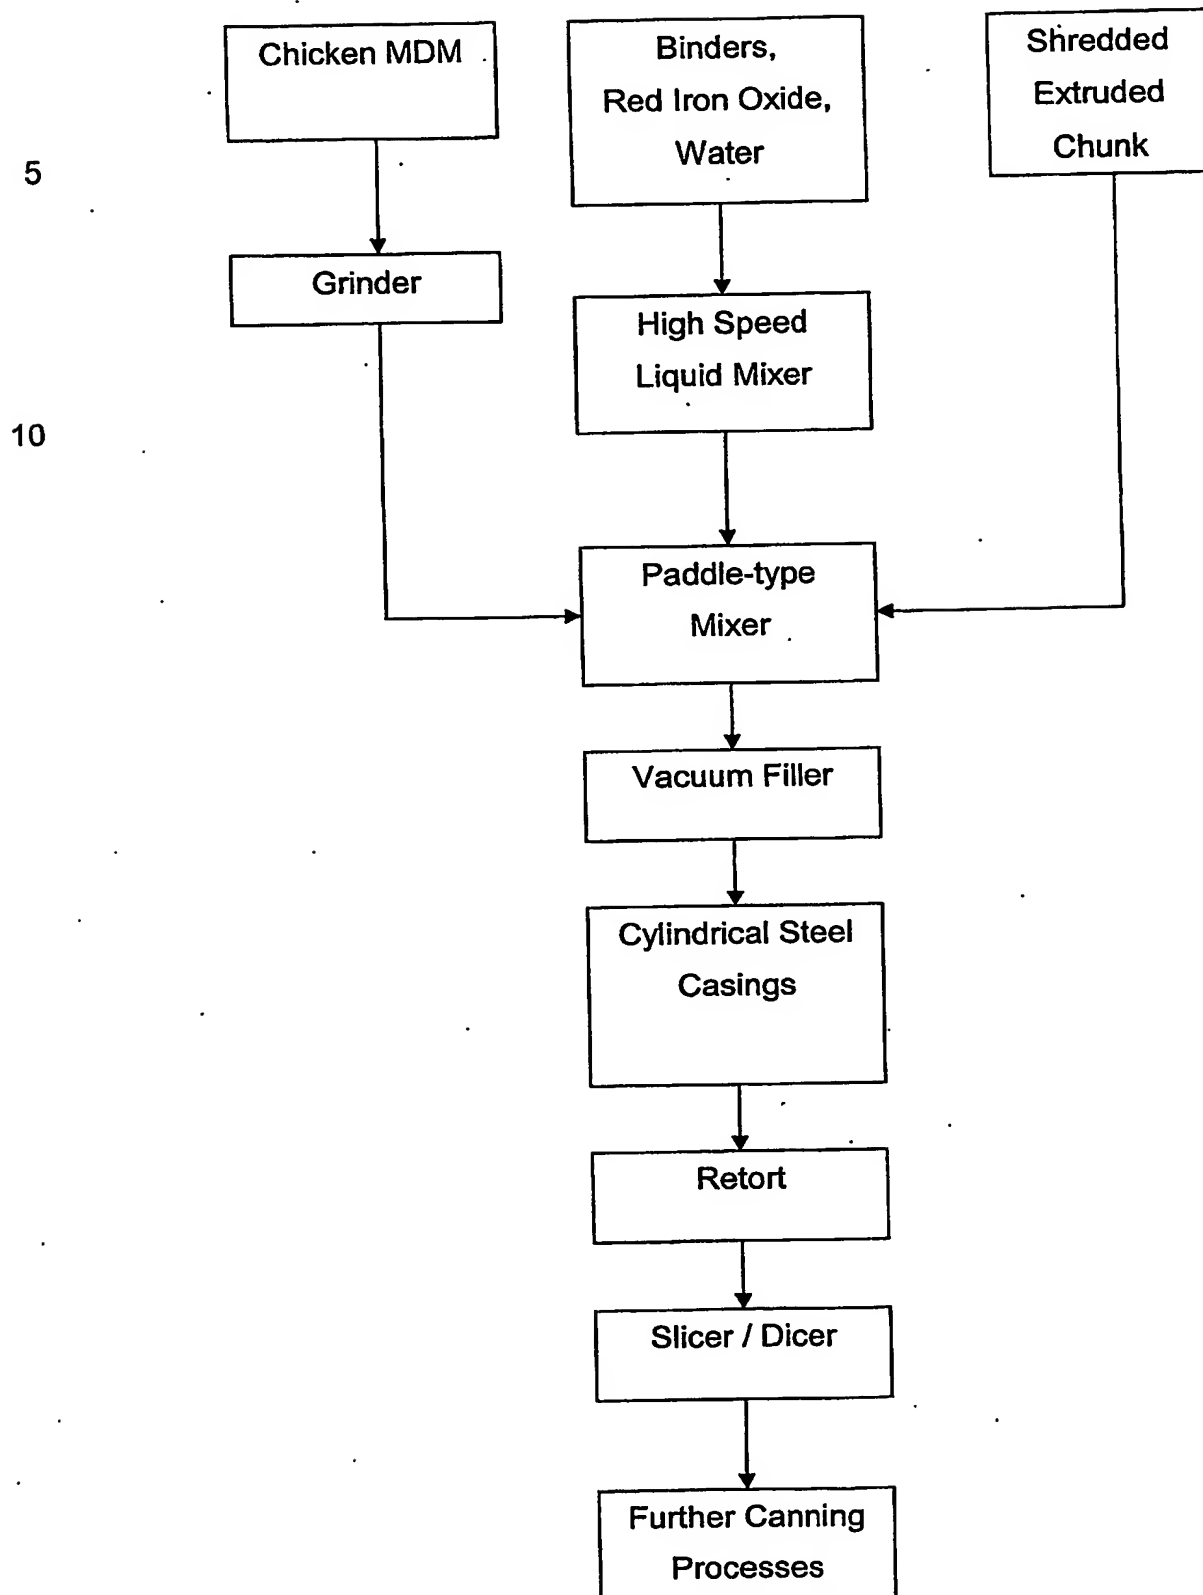 Chicken MDM
Binders,
Red Iron Oxide,
Water
Shredded
Extruded
Chunk
5
Grinder
High Speed
Liquid Mixer
10
Paddle-type
Mixer
Vacuum Filler
Cylindrical Steel
Casings
Retort
Slicer / Dicer
Further Canning
Processes